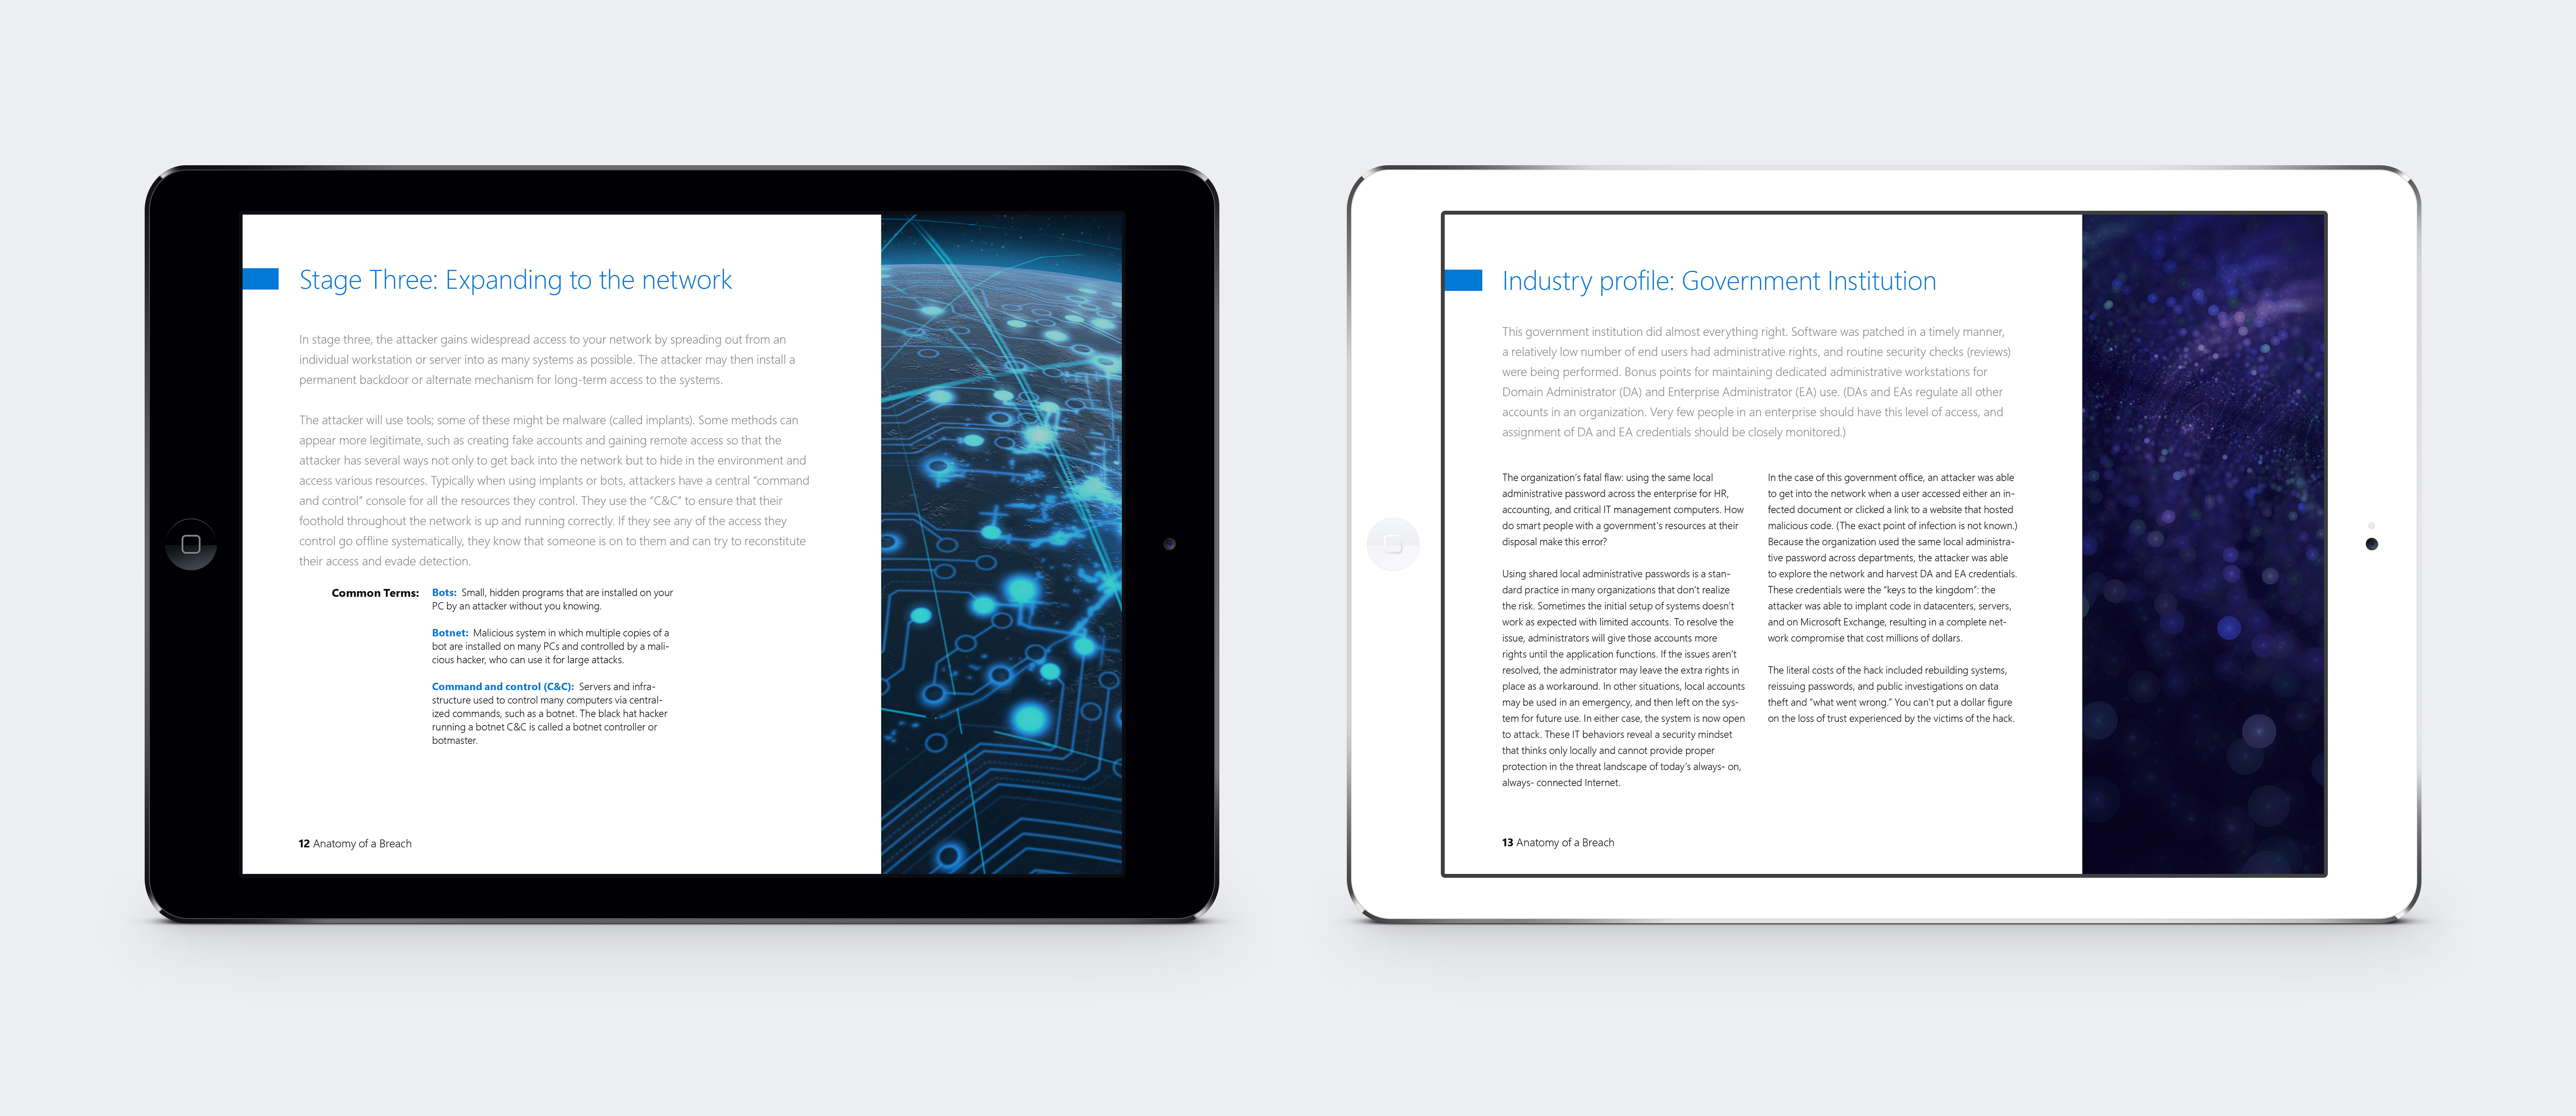 Stage Three: Expanding to the network
In stage three, the attacker gains widespread access to your network by spreading out from an
individual workstation or server into as many systems as possible. The attacker may then install a
permanent backdoor or alternate mechanism for long-term access to the systems.
The attacker will use tools; some of these might be malware (called implants). Some methods can
appear more legitimate, such as creating fake accounts and gaining remote access so that the
attacker has several ways not only to get back into the network but to hide in the environment and
access various resources. Typically when using implants or bots, attackers have a central “command
and control” console for all the resources they control. They use the “C&C” to ensure that their
foothold throughout the network is up and running correctly. If they see any of the access they
control go offline systematically, they know that someone is on to them and can try to reconstitute
their access and evade detection.
Common Terms: Bots: Small, hidden programs that are installed on your
PC by an attacker without you knowing.
Botnet: Malicious system in which multiple copies of a
bot are installed on many PCs and controlled by a mali-
cious hacker, who can use it for large attacks.
Command and control (C&C): Servers and infra-
structure used to control many computers via central-
ized commands, such as a botnet. The black hat hacker
running a botnet C&C is called a botnet controller or
botmaster.
12 Anatomy of a Breach
Industry profile: Government Institution
This government institution did almost everything right. Software was patched in a timely manner,
a relatively low number of end users had administrative rights, and routine security checks (reviews)
were being performed. Bonus points for maintaining dedicated administrative workstations for
Domain Administrator (DA) and Enterprise Administrator (EA) use. (DAs and EAs regulate all other
accounts in an organization. Very few people in an enterprise should have this level of access, and
assignment of DA and EA credentials should be closely monitored.)
The organization’s fatal flaw: using the same local
administrative password across the enterprise for HR,
accounting, and critical IT management computers. How
do smart people with a government’s resources at their
disposal make this error?
Using shared local administrative passwords is a stan-
dard practice in many organizations that don’t realize
the risk. Sometimes the initial setup of systems doesn’t
work as expected with limited accounts. To resolve the
issue, administrators will give those accounts more
rights until the application functions. If the issues aren’t
resolved, the administrator may leave the extra rights in
place as a workaround. In other situations, local accounts
may be used in an emergency, and then left on the sys-
tem for future use. In either case, the system is now open
to attack. These IT behaviors reveal a security mindset
that thinks only locally and cannot provide proper
protection in the threat landscape of today’s always- on,
always- connected Internet.
In the case of this government office, an attacker was able
to get into the network when a user accessed either an in-
fected document or clicked a link to a website that hosted
malicious code. (The exact point of infection is not known.)
Because the organization used the same local administra-
tive password across departments, the attacker was able
to explore the network and harvest DA and EA credentials.
These credentials were the “keys to the kingdom”: the
attacker was able to implant code in datacenters, servers,
and on Microsoft Exchange, resulting in a complete net-
work compromise that cost millions of dollars.
The literal costs of the hack included rebuilding systems,
reissuing passwords, and public investigations on data
theft and “what went wrong.” You can’t put a dollar figure
on the loss of trust experienced by the victims of the hack.
13 Anatomy of a Breach